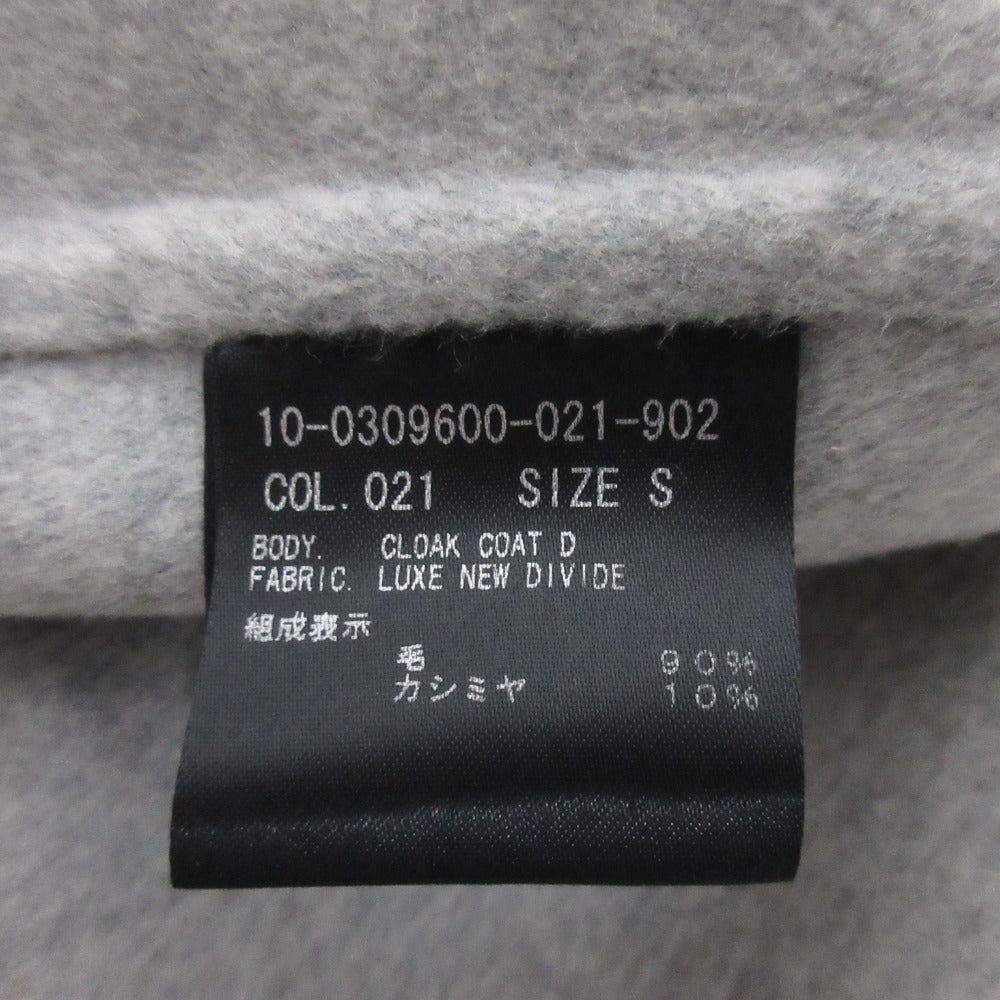 10-0309600-021-902
COL.021 SIZE S
BODY. CLOAK COAT D
FABRIC. LUXE NEW DIVIDE
組成表示
毛 90%
カシミヤ 10%